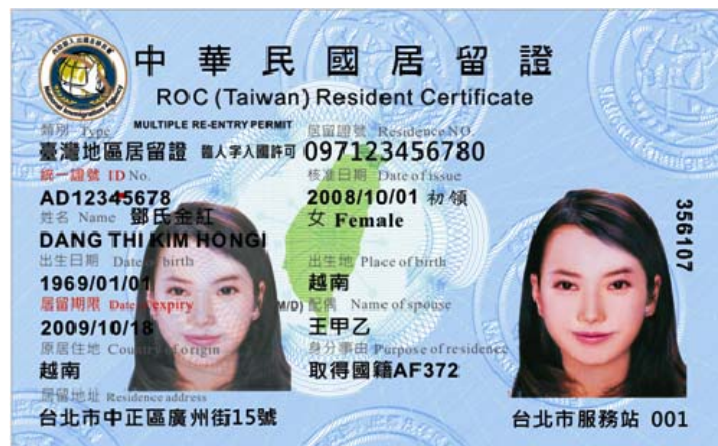 中華民國居留證
ROC (Taiwan) Resident Certificate
類別 Type MULTIPLE RE-ENTRY PERMIT 居留證號 Residence NO.
臺灣地區居留證 臨人字入國許可 097123456780
統一證號 ID No. 核准日期 Date of issue
AD12345678 2008/10/01 初領
姓名 Name 鄧氏金紅 女 Female
DANG THI KIM HONGI
出生日期 Date of birth 出生地 Place of birth
1969/01/01 越南
居留期限 Date of expiry (M/D) 配偶 Name of spouse
2009/10/18 王甲乙
原居住地 Country of origin 身分事由 Purpose of residence
越南 取得國籍AF372
居留地址 Residence address
台北市中正區廣州街15號 台北市服務站 001
356107